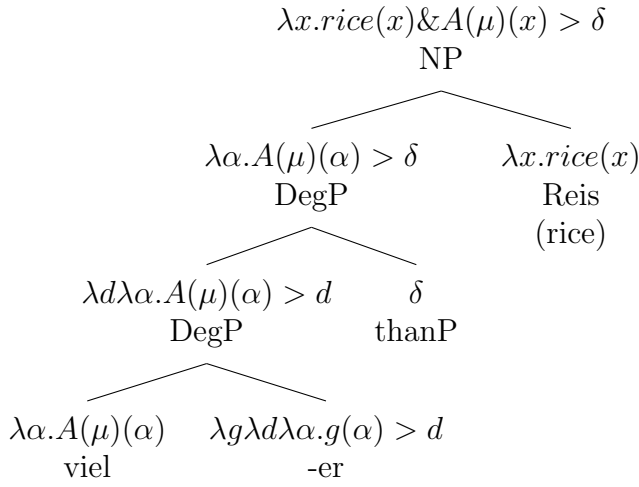 λx.rice(x)&A(μ)(x) > δ
NP
λα.A(μ)(α) > δ λx.rice(x)
DegP Reis
(rice)
λdλα.A(μ)(α) > d δ
DegP thanP
λα.A(μ)(α) λgλdλα.g(α) > d
viel -er